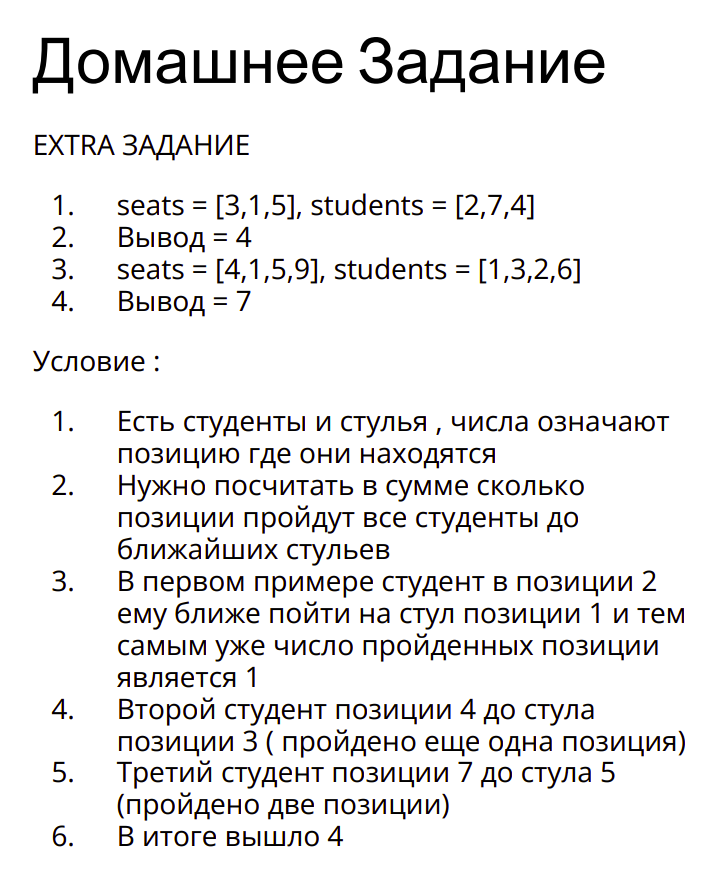 Домашнее Задание
EXTRA ЗАДАНИЕ
1. seats = [3,1,5], students = [2,7,4]
2. Вывод = 4
3. seats = [4,1,5,9], students = [1,3,2,6]
4. Вывод = 7
Условие :
1. Есть студенты и стулья , числа означают
позицию где они находятся
2. Нужно посчитать в сумме сколько
позиции пройдут все студенты до
ближайших стульев
3. В первом примере студент в позиции 2
ему ближе пойти на стул позиции 1 и тем
самым уже число пройденных позиции
является 1
4. Второй студент позиции 4 до стула
позиции 3 ( пройдено еще одна позиция)
5. Третий студент позиции 7 до стула 5
(пройдено две позиции)
6. В итоге вышло 4